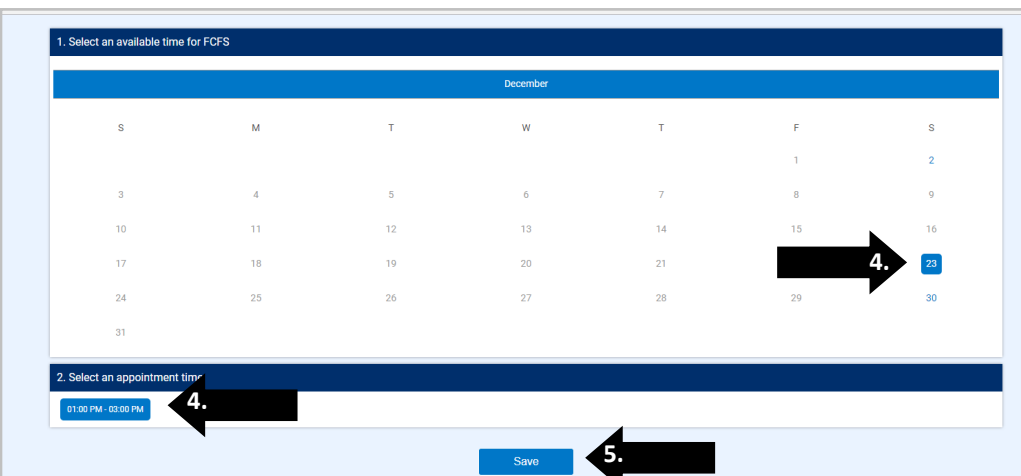 1. Select an available time for FCFS
December
S M T W T F S
1 2
3 4 5 6 7 8 9
10 11 12 13 14 15 16
17 18 19 20 21 4. 23
24 25 26 27 28 29 30
31
2. Select an appointment time
01:00 PM - 03:00 PM 4.
Save 5.